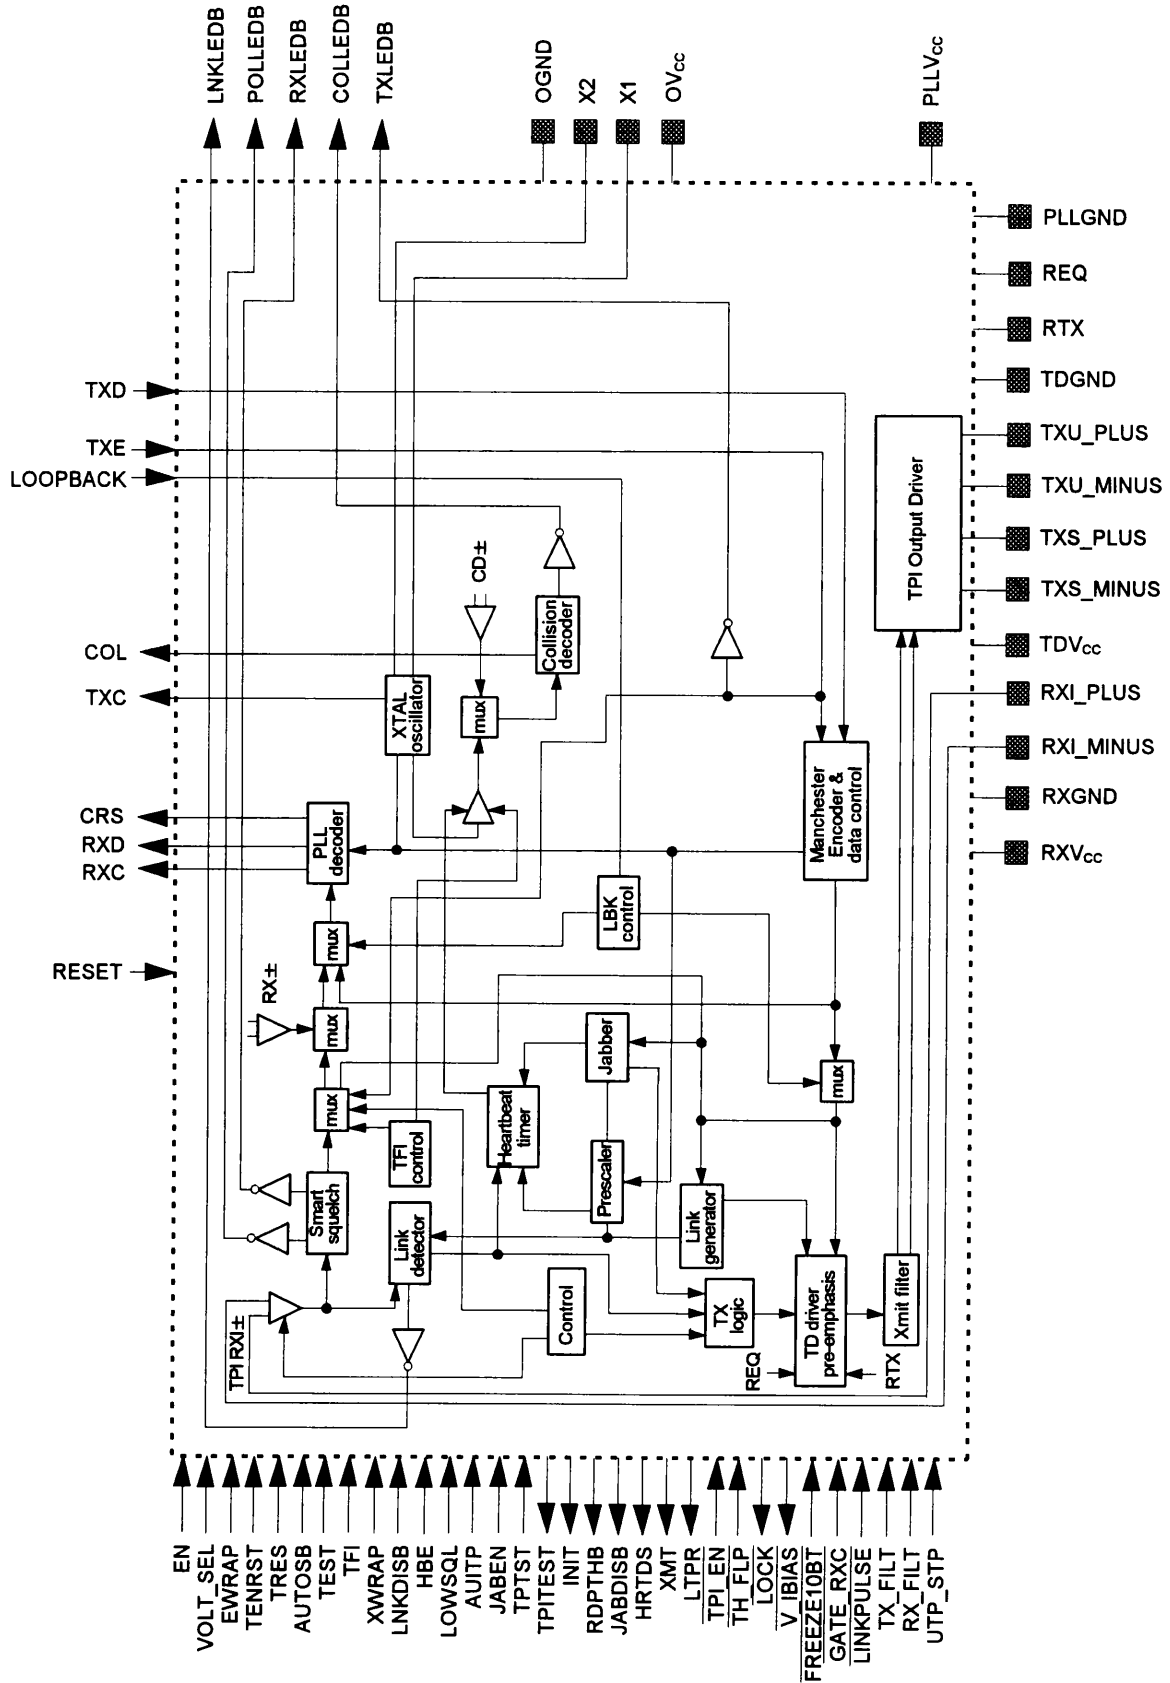 LNKLEDB
POLLEDB
RXLEDB
COLLEDB
TXLEDB
OGND
X2
X1
OVCC
PLLVCC
TXD
TXE
LOOPBACK
COL
TXC
CRS
RXD
RXC
RESET
PLLGND
REQ
RTX
TDGND
TXU_PLUS
TXU_MINUS
TXS_PLUS
TXS_MINUS
TDVCC
RXI_PLUS
RXI_MINUS
RXGND
RXVCC
TPI Output Driver
CD±
Collision
decoder
XTAL
oscillator
mux
PLL
decoder
Manchester
Encoder &
data control
LBK
control
mux
RX±
mux
Jabber
mux
mux
Heartbeat
timer
TFI
control
Smart
squelch
Prescaler
Link
detector
Link
generator
TPI RXI±
Control
TX
logic
TD driver
pre-emphasis
Xmit filter
REQ
RTX
EN
VOLT_SEL
EWRAP
TENRST
TRES
AUTOSB
TEST
TFI
XWRAP
LNKDISB
HBE
LOWSQL
AUITP
JABEN
TPTST
TPITEST
INIT
RDPTHB
JABDISB
HRTDS
XMT
LTPR
TPI_EN
TH_FLP
LOCK
V_IBIAS
FREEZE10BT
GATE_RXC
LINKPULSE
TX_FILT
RX_FILT
UTP_STP